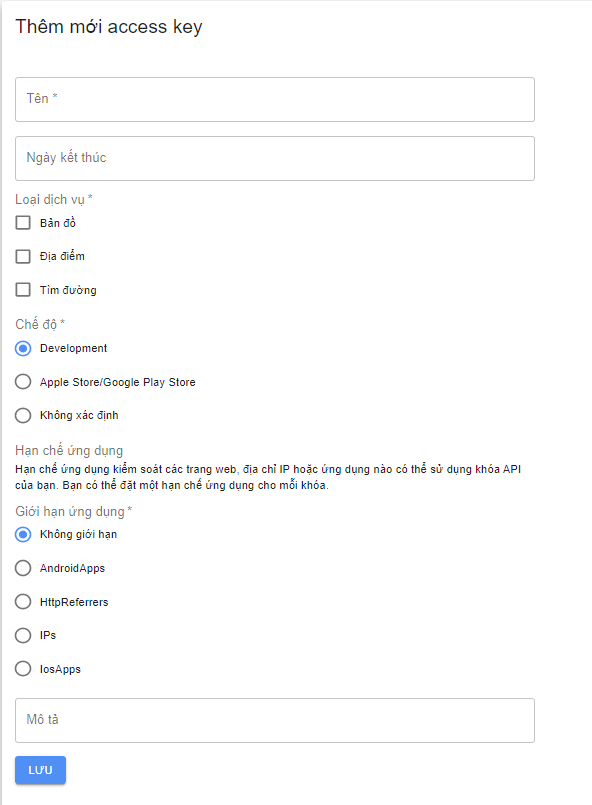 Thêm mới access key
Tên *
Ngày kết thúc
Loại dịch vụ *
Bản đồ
Địa điểm
Tìm đường
Chế độ *
Development
Apple Store/Google Play Store
Không xác định
Hạn chế ứng dụng
Hạn chế ứng dụng kiểm soát các trang web, địa chỉ IP hoặc ứng dụng nào có thể sử dụng khóa API
của bạn. Bạn có thể đặt một hạn chế ứng dụng cho mỗi khóa.
Giới hạn ứng dụng *
Không giới hạn
AndroidApps
HttpReferrers
IPs
IosApps
Mô tả
LƯU